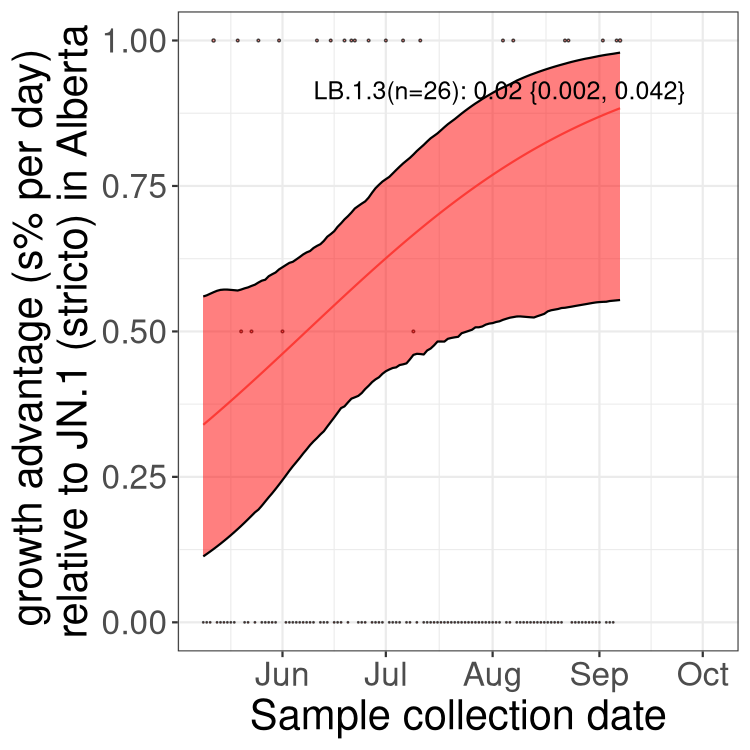 growth advantage (s% per day)
relative to JN.1 (stricto) in Alberta
1.00
0.75
0.50
0.25
0.00
LB.1.3(n=26): 0.02 {0.002, 0.042}
Jun Jul Aug Sep Oct
Sample collection date